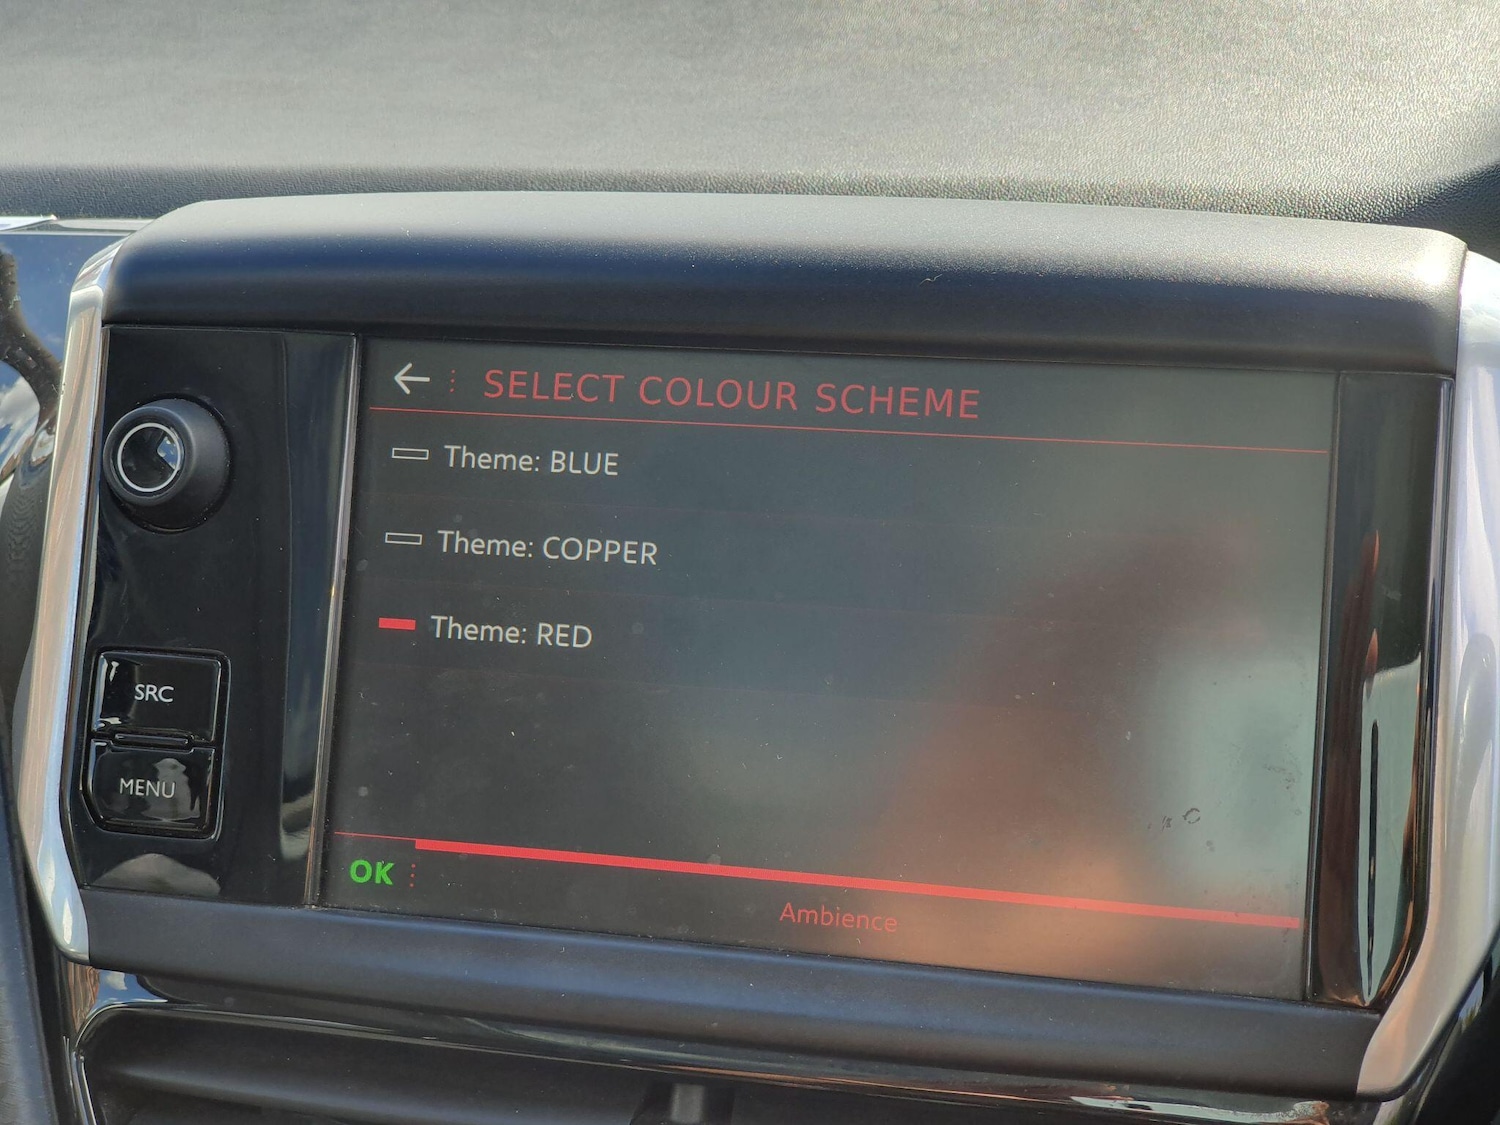 SELECT COLOUR SCHEME
Theme: BLUE
Theme: COPPER
Theme: RED
SRC
MENU
OK
Ambience